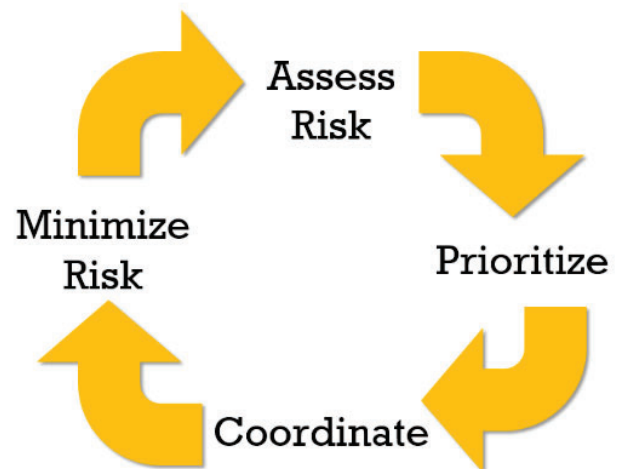 Assess
Risk
Prioritize
Coordinate
Minimize
Risk